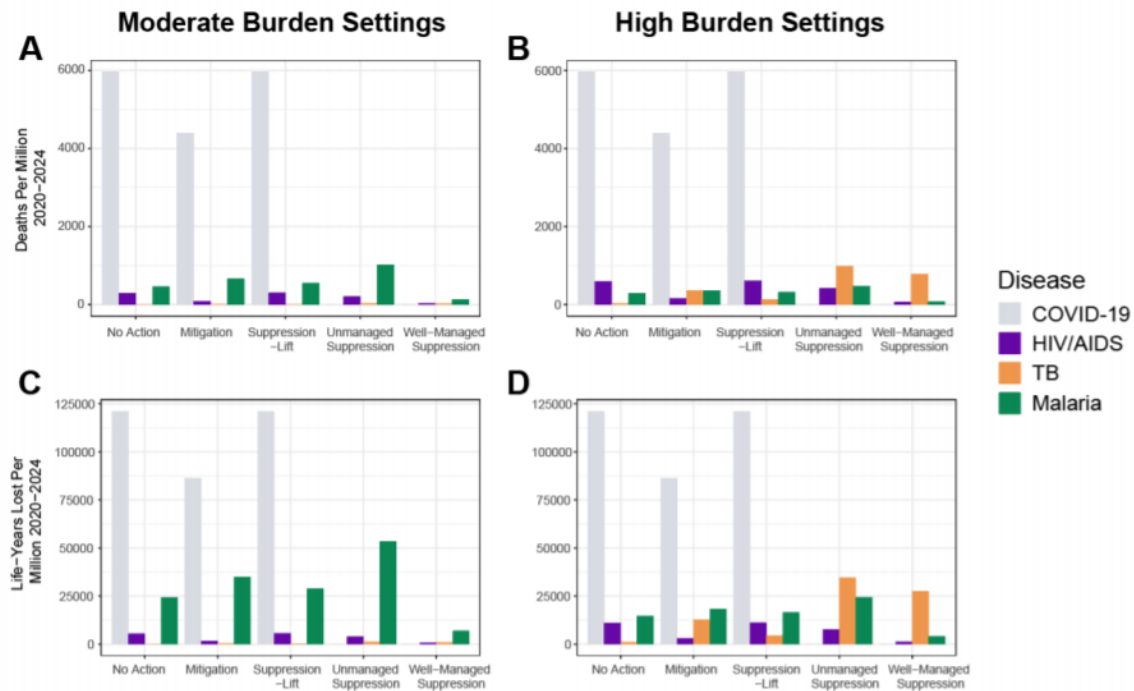 Moderate Burden Settings
High Burden Settings
A
B
Deaths Per Million
2020−2024
6000
4000
2000
0
No Action
Mitigation
Suppression
−Lift
Unmanaged
Suppression
Well−Managed
Suppression
6000
4000
2000
0
No Action
Mitigation
Suppression
−Lift
Unmanaged
Suppression
Well−Managed
Suppression
Disease
COVID-19
HIV/AIDS
TB
Malaria
C
D
Life−Years Lost Per
Million 2020−2024
125000
100000
75000
50000
25000
0
No Action
Mitigation
Suppression
−Lift
Unmanaged
Suppression
Well−Managed
Suppression
125000
100000
75000
50000
25000
0
No Action
Mitigation
Suppression
−Lift
Unmanaged
Suppression
Well−Managed
Suppression